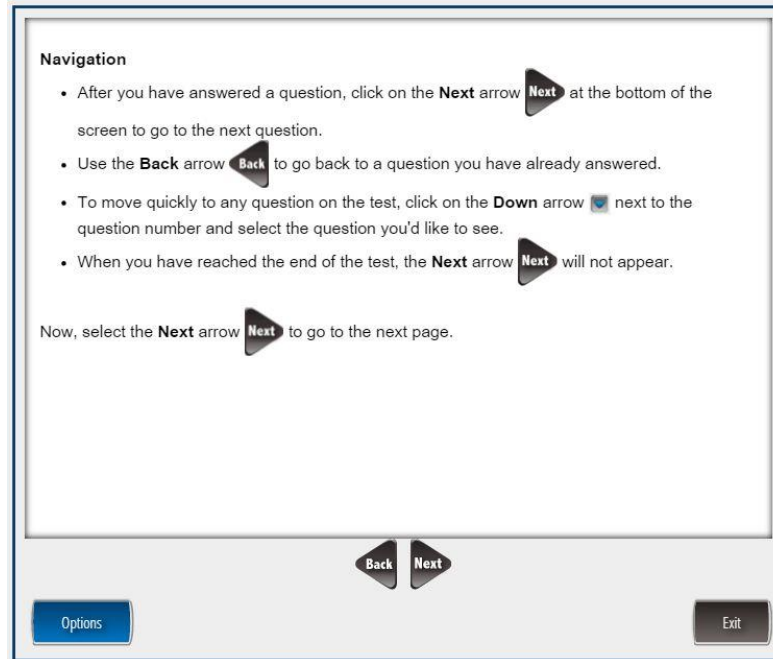 Navigation
• After you have answered a question, click on the Next arrow Next at the bottom of the
screen to go to the next question.
• Use the Back arrow Back to go back to a question you have already answered.
• To move quickly to any question on the test, click on the Down arrow next to the
question number and select the question you'd like to see.
• When you have reached the end of the test, the Next arrow Next will not appear.
Now, select the Next arrow Next to go to the next page.
Back Next
Options Exit